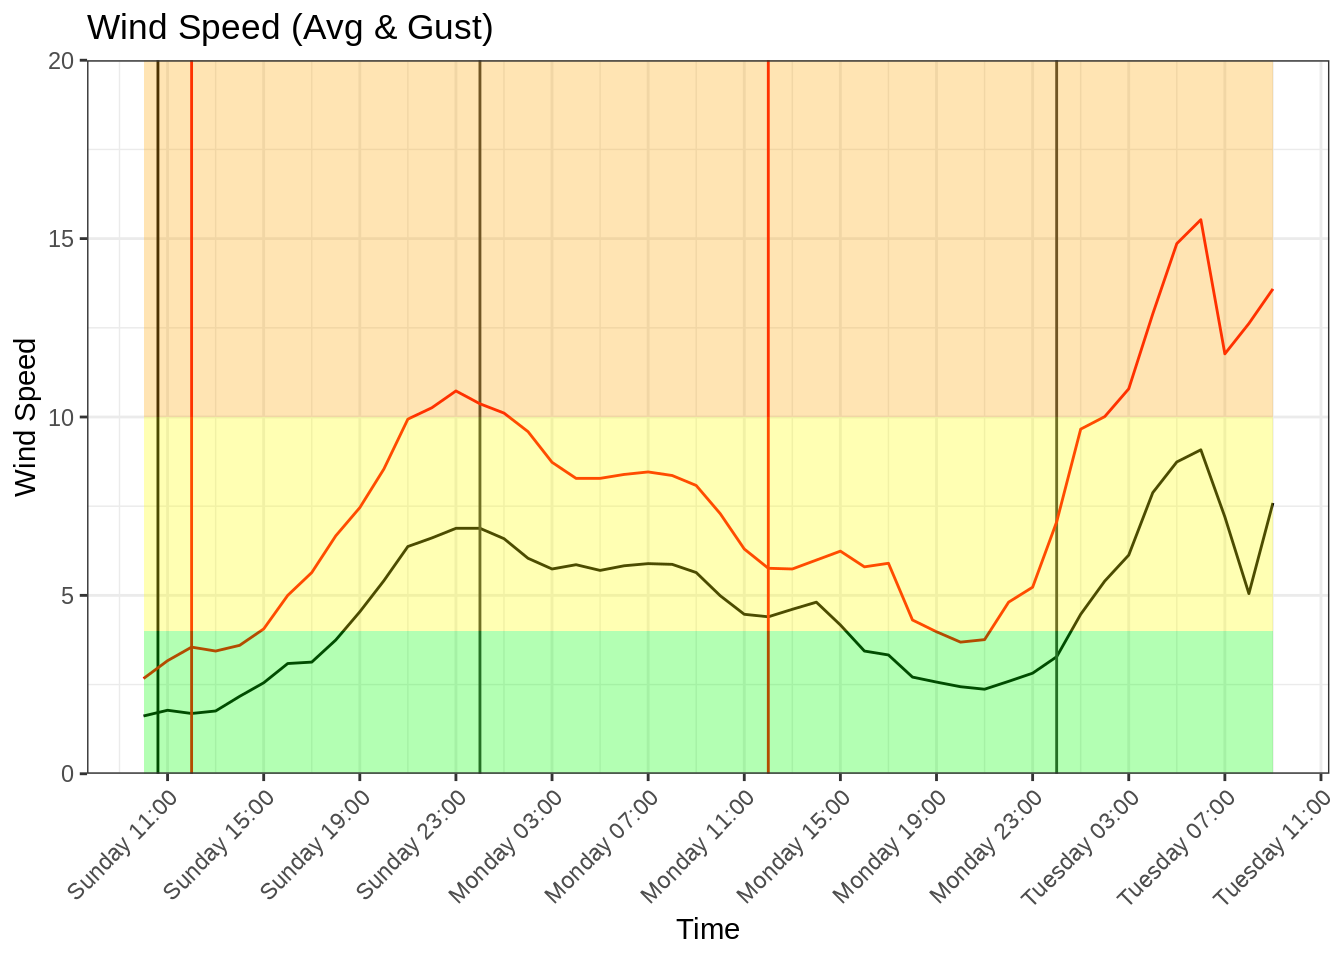 Wind Speed (Avg & Gust)
20
15
10
5
0
Wind Speed
Sunday 11:00
Sunday 15:00
Sunday 19:00
Sunday 23:00
Monday 03:00
Monday 07:00
Monday 11:00
Monday 15:00
Monday 19:00
Monday 23:00
Tuesday 03:00
Tuesday 07:00
Tuesday 11:00
Time